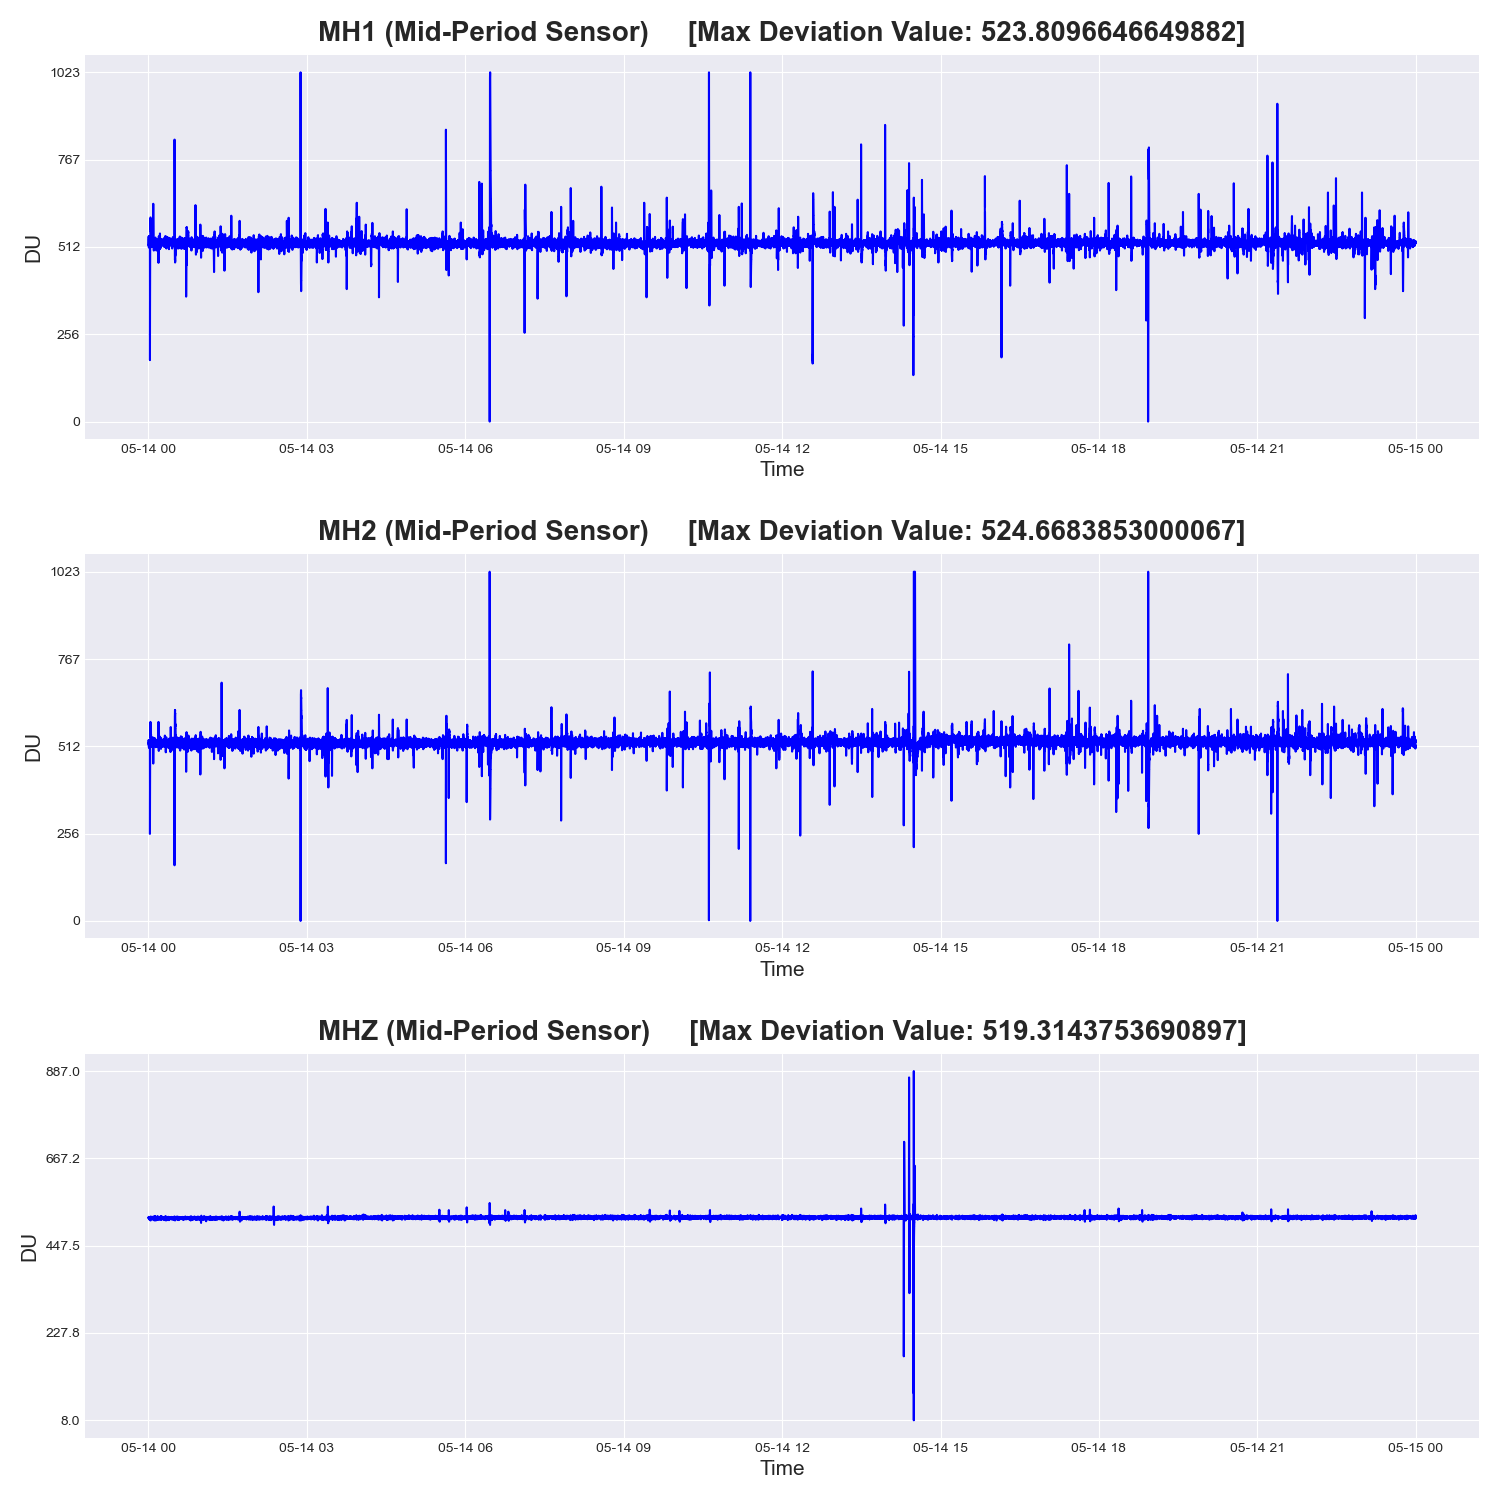 MH1 (Mid-Period Sensor)     [Max Deviation Value: 523.8096646649882]
1023
767
512
256
0
DU
05-14 00 05-14 03 05-14 06 05-14 09 05-14 12 05-14 15 05-14 18 05-14 21 05-15 00
Time
MH2 (Mid-Period Sensor)     [Max Deviation Value: 524.6683853000067]
1023
767
512
256
0
DU
05-14 00 05-14 03 05-14 06 05-14 09 05-14 12 05-14 15 05-14 18 05-14 21 05-15 00
Time
MHZ (Mid-Period Sensor)     [Max Deviation Value: 519.3143753690897]
887.0
667.2
447.5
227.8
8.0
DU
05-14 00 05-14 03 05-14 06 05-14 09 05-14 12 05-14 15 05-14 18 05-14 21 05-15 00
Time